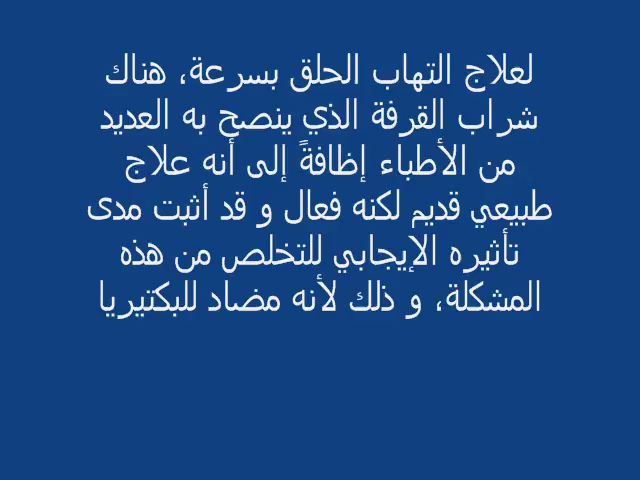 لعلاج التهاب الحلق بسرعة، هناك
شراب القرفة الذي ينصح به العديد
من الأطباء إظافةً إلى أنه علاج
طبيعي قديم لكنه فعال و قد أثبت مدى
تأثيره الإيجابي للتخلص من هذه
المشكلة، و ذلك لأنه مضاد للبكتيريا